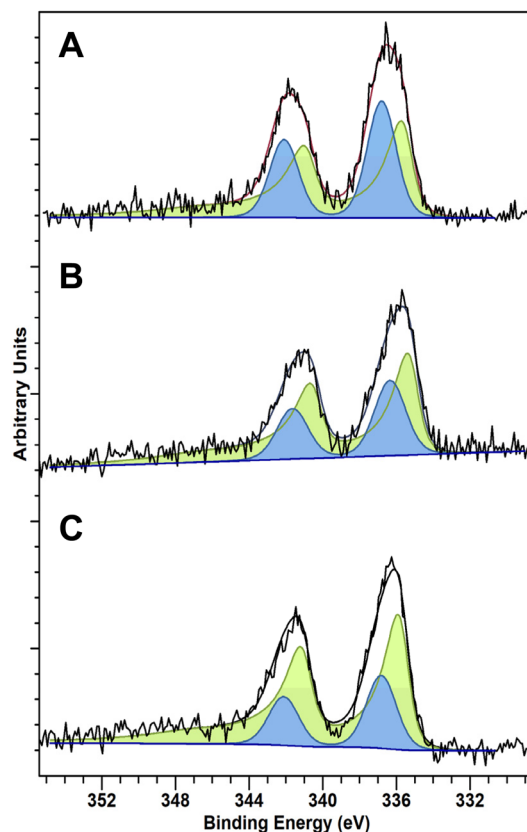 A
B
C
Arbitrary Units
352 348 344 340 336 332
Binding Energy (eV)